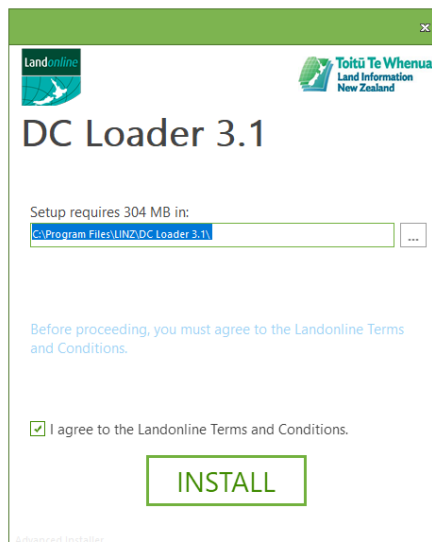 Landonline
Toitū Te Whenua
Land Information
New Zealand
DC Loader 3.1
Setup requires 304 MB in:
C:\Program Files\LINZ\DC Loader 3.1\
...
Before proceeding, you must agree to the Landonline Terms
and Conditions.
I agree to the Landonline Terms and Conditions.
INSTALL
Advanced Installer